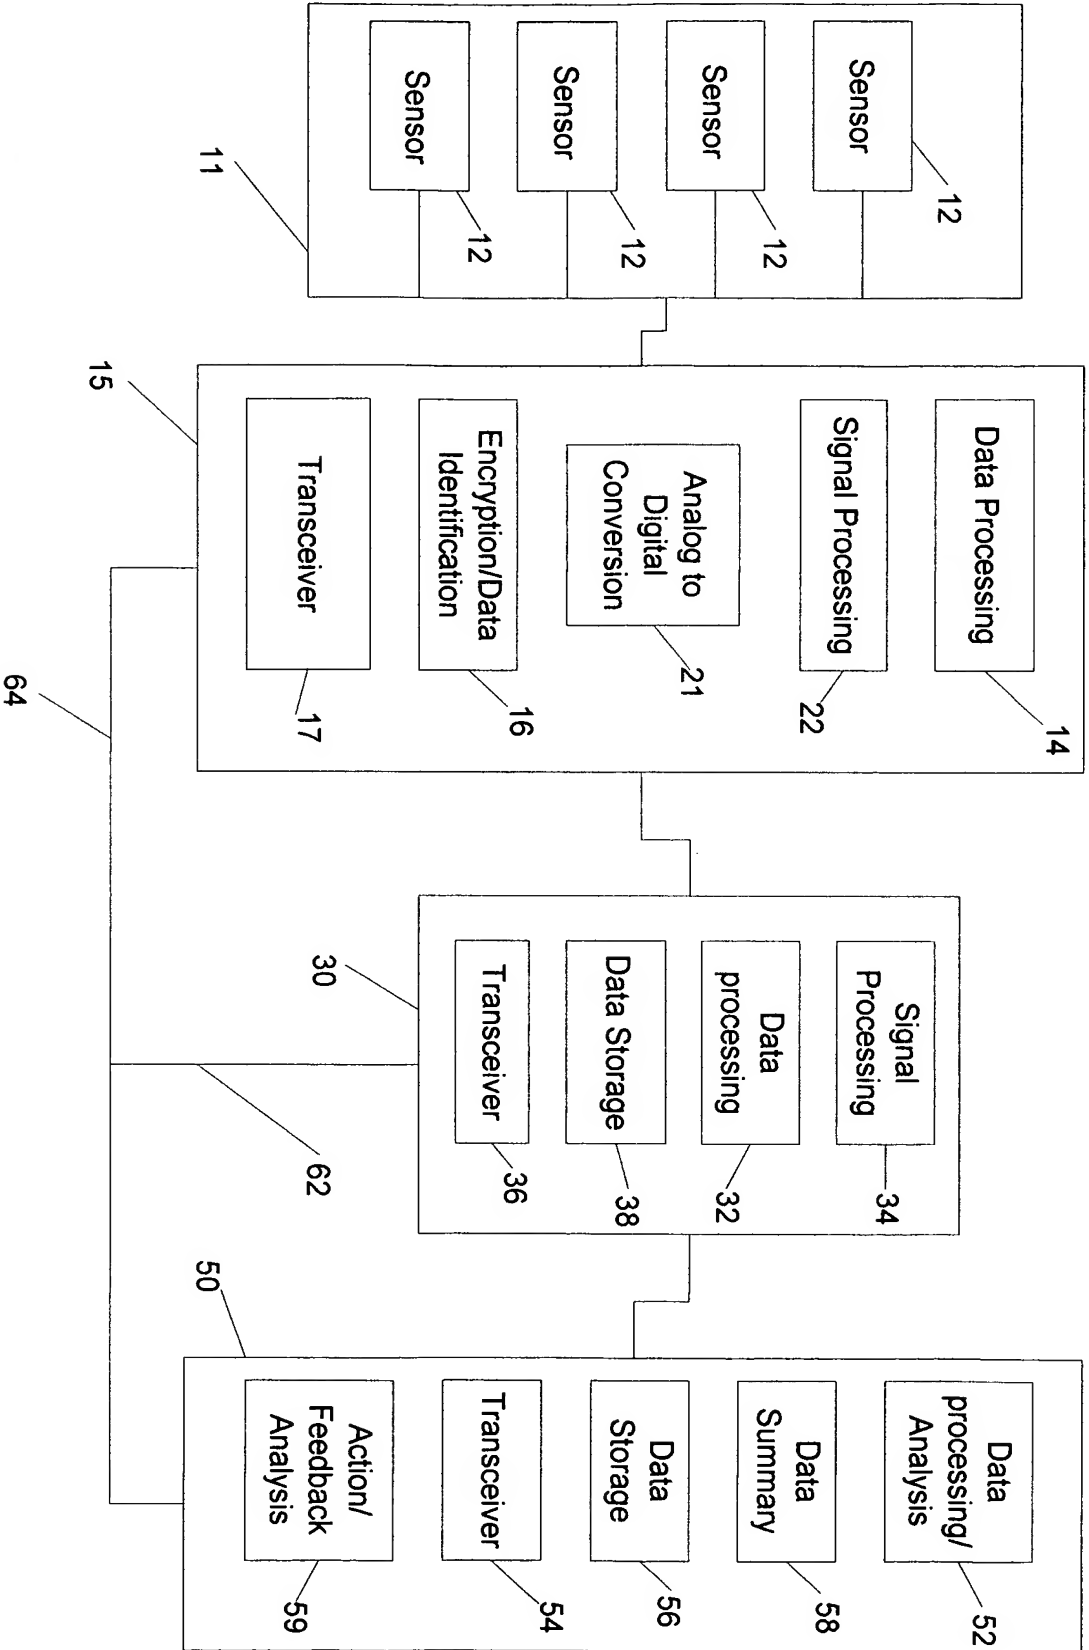 Sensor
12
Sensor
12
Sensor
12
Sensor
12
11
Data Processing
14
Signal Processing
22
Analog to
Digital
Conversion
21
Encryption/Data
Identification
16
Transceiver
17
15
Signal
Processing
34
Data
processing
32
Data Storage
38
Transceiver
36
30
Data
processing/
Analysis
52
Data
Summary
58
Data
Storage
56
Transceiver
54
Action/
Feedback
Analysis
59
50
62
64